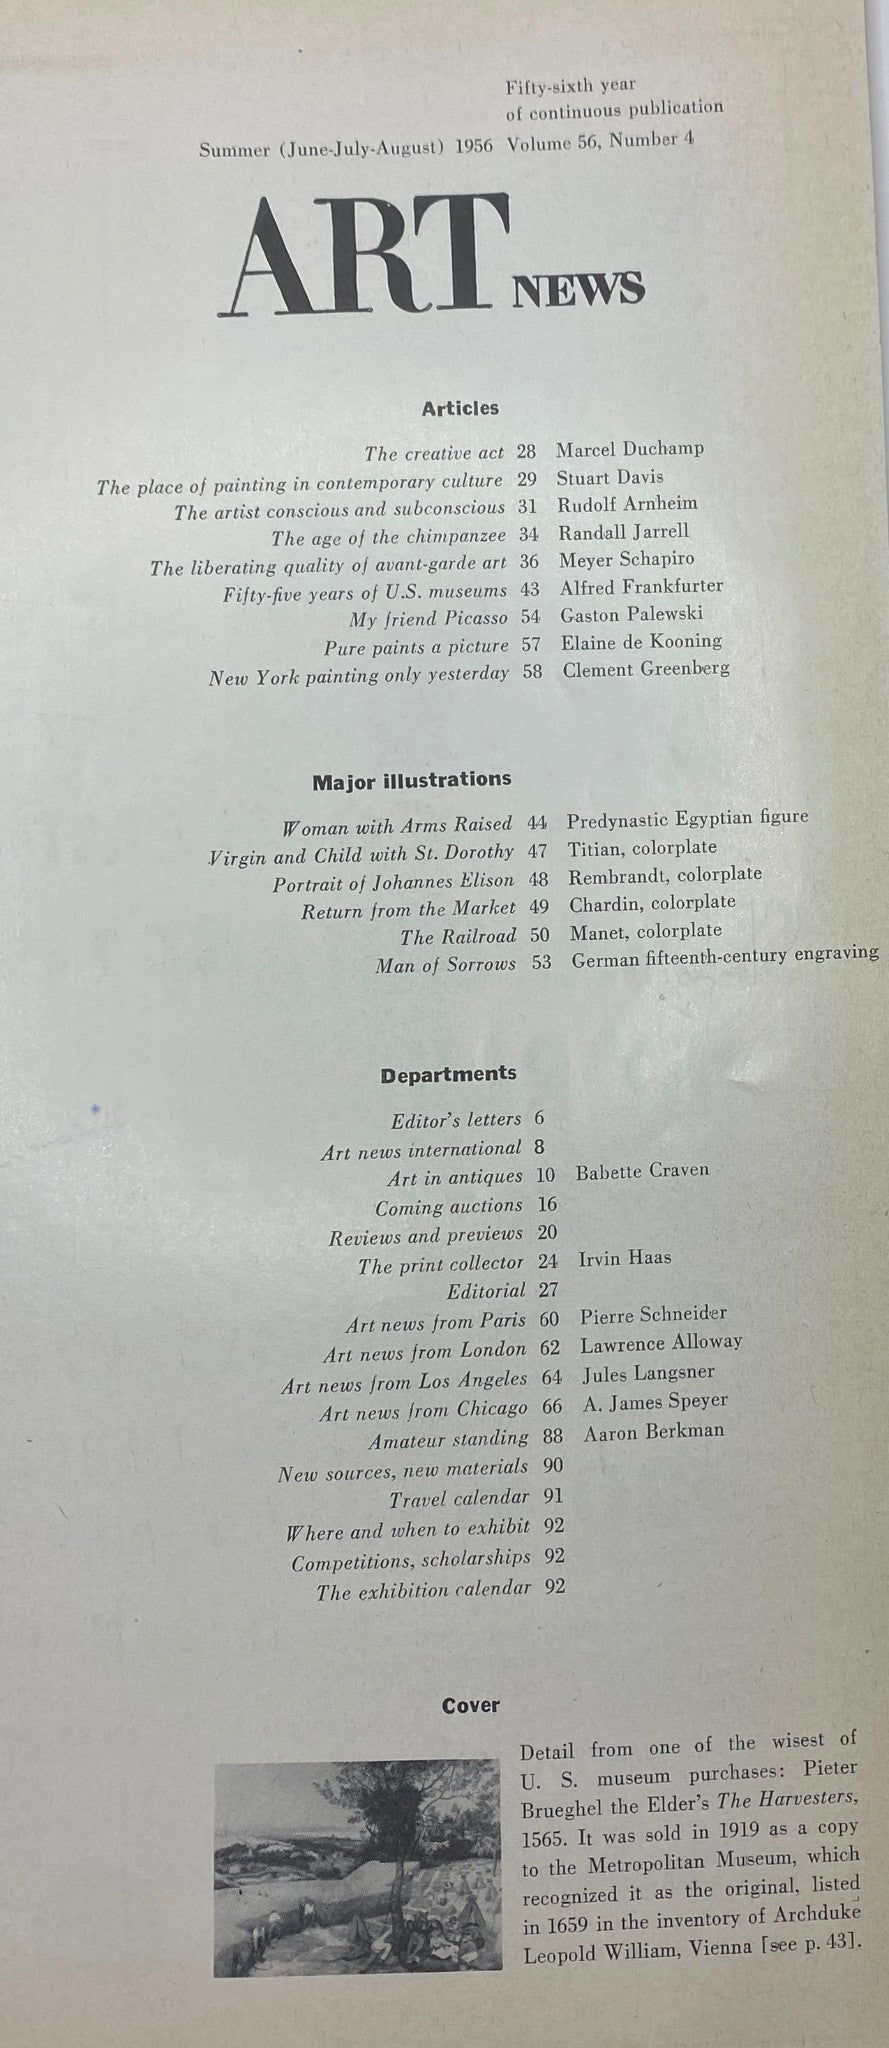 Fifty-sixth year
of continuous publication
Summer (June-July-August) 1956 Volume 56, Number 4
ART NEWS
Articles
The creative act 28 Marcel Duchamp
The place of painting in contemporary culture 29 Stuart Davis
The artist conscious and subconscious 31 Rudolf Arnheim
The age of the chimpanzee 34 Randall Jarrell
The liberating quality of avant-garde art 36 Meyer Schapiro
Fifty-five years of U.S. museums 43 Alfred Frankfurter
My friend Picasso 54 Gaston Palewski
Pure paints a picture 57 Elaine de Kooning
New York painting only yesterday 58 Clement Greenberg
Major illustrations
Woman with Arms Raised 44 Predynastic Egyptian figure
Virgin and Child with St. Dorothy 47 Titian, colorplate
Portrait of Johannes Elison 48 Rembrandt, colorplate
Return from the Market 49 Chardin, colorplate
The Railroad 50 Manet, colorplate
Man of Sorrows 53 German fifteenth-century engraving
Departments
Editor's letters 6
Art news international 8
Art in antiques 10 Babette Craven
Coming auctions 16
Reviews and previews 20
The print collector 24 Irvin Haas
Editorial 27
Art news from Paris 60 Pierre Schneider
Art news from London 62 Lawrence Alloway
Art news from Los Angeles 64 Jules Langsner
Art news from Chicago 66 A. James Speyer
Amateur standing 88 Aaron Berkman
New sources, new materials 90
Travel calendar 91
Where and when to exhibit 92
Competitions, scholarships 92
The exhibition calendar 92
Cover
Detail from one of the wisest of
U. S. museum purchases: Pieter
Brueghel the Elder's The Harvesters,
1565. It was sold in 1919 as a copy
to the Metropolitan Museum, which
recognized it as the original, listed
in 1659 in the inventory of Archduke
Leopold William, Vienna [see p. 43].